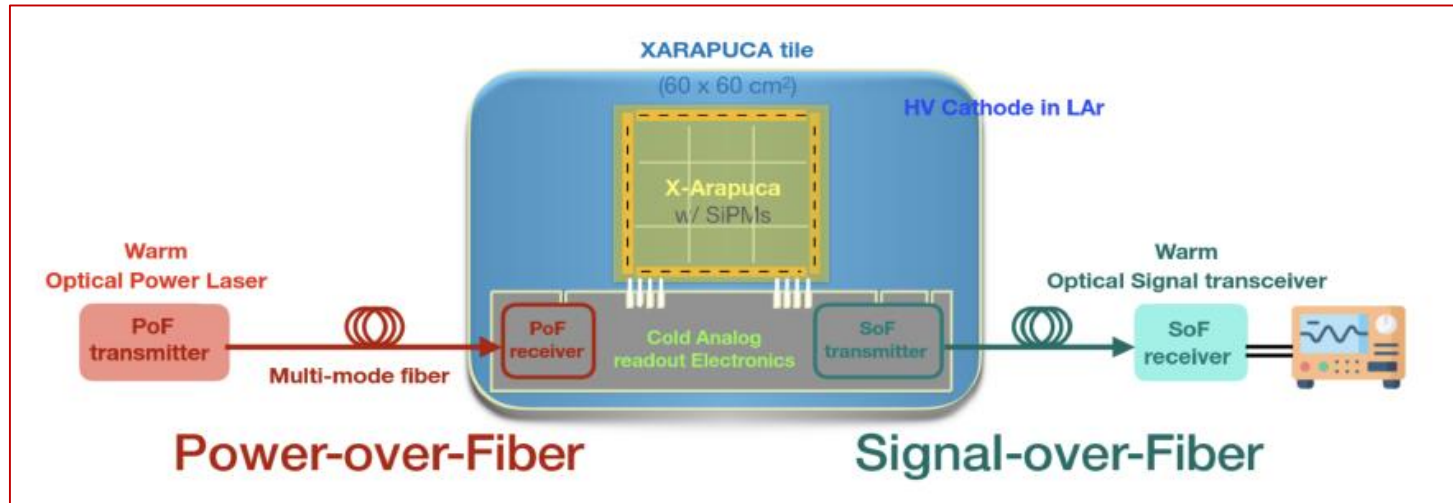 XARAPUCA tile
(60 x 60 cm²)
HV Cathode in LAr
X-Arapuca
w/ SiPMs
Warm
Optical Power Laser
PoF
transmitter
Multi-mode fiber
PoF
receiver
Cold Analog
readout Electronics
SoF
transmitter
Warm
Optical Signal transceiver
SoF
receiver
Power-over-Fiber
Signal-over-Fiber